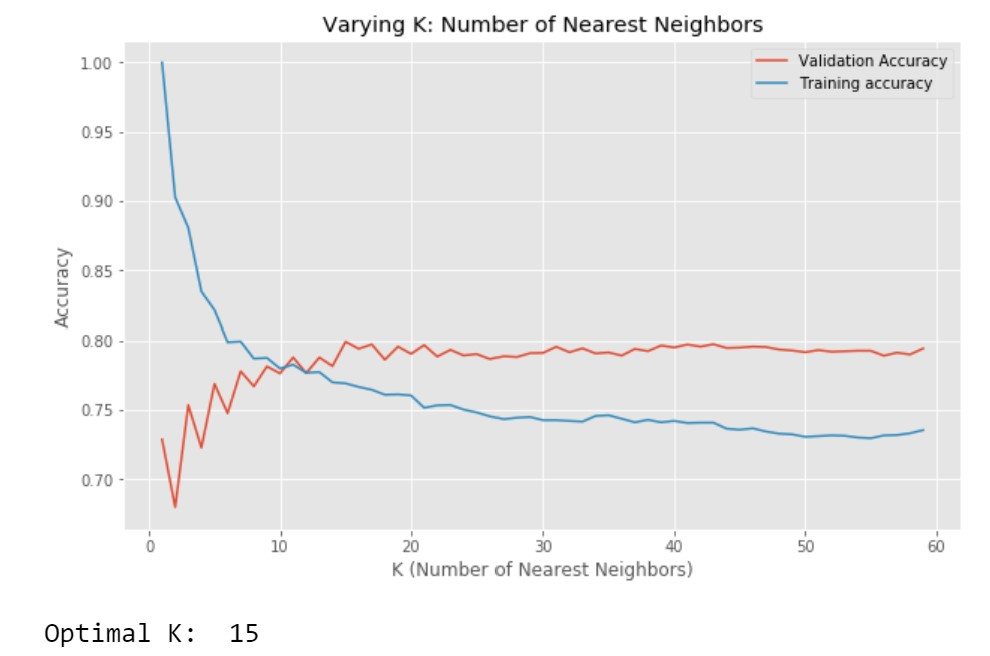 Varying K: Number of Nearest Neighbors
Validation Accuracy
Training accuracy
1.00
0.95
0.90
0.85
0.80
0.75
0.70
Accuracy
0 10 20 30 40 50 60
K (Number of Nearest Neighbors)
Optimal K: 15